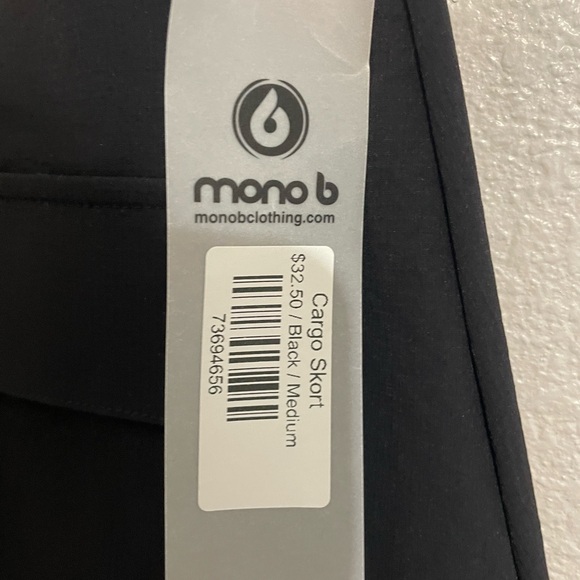 mono b
monobclothing.com
Cargo Skort
$32.50 / Black / Medium
73694656